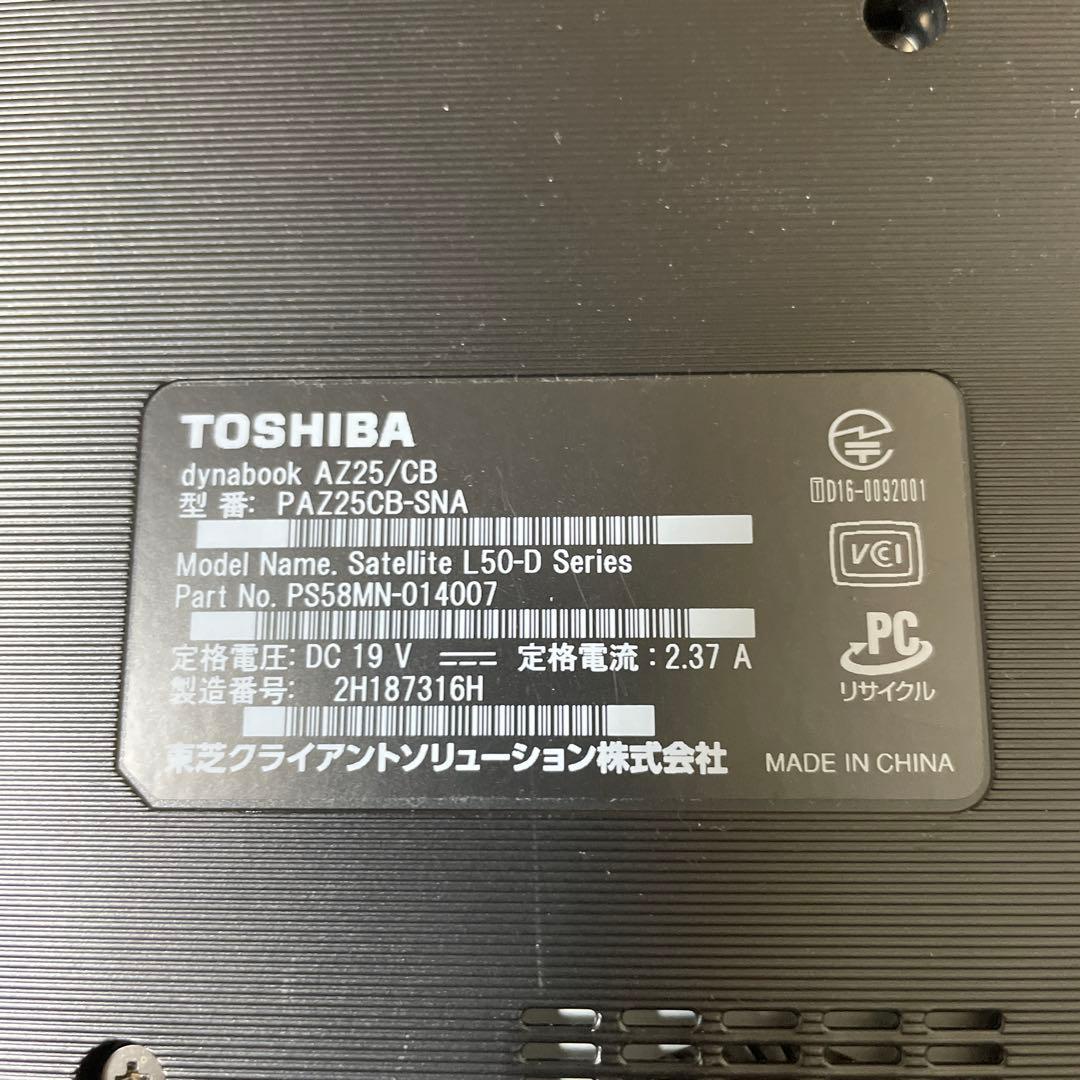 TOSHIBA
dynabook AZ25/CB
型 番: PAZ25CB-SNA
Model Name. Satellite L50-D Series
Part No. PS58MN-014007
定格電圧: DC 19 V 定格電流 : 2.37 A
製造番号: 2H187316H
東芝クライアントソリューション株式会社
T D16-0092001
VCI
PC
リサイクル
MADE IN CHINA